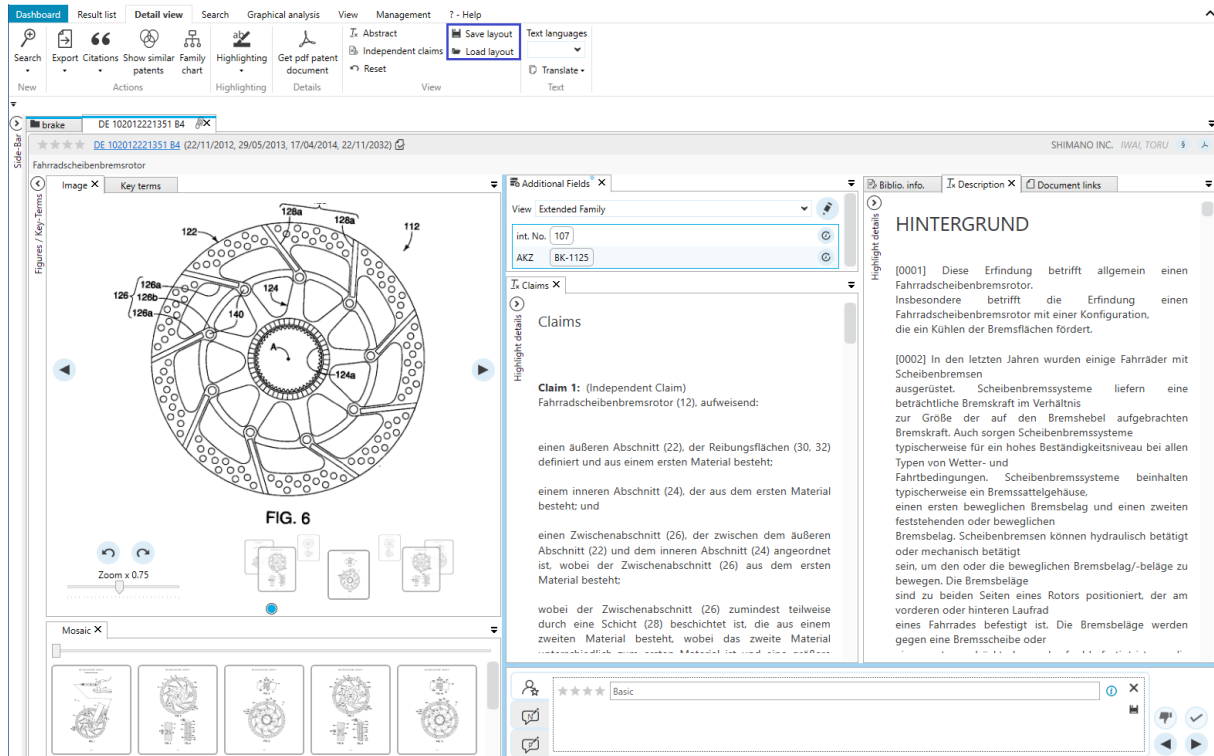 Dashboard Result list Detail view Search Graphical analysis View Management ? - Help
Search
Export Citations Show similar patents Family chart
Highlighting
Get pdf patent document
Abstract
Independent claims
Reset
Save layout
Load layout
Text languages
Translate
New Actions Highlighting Details View Text
Side-Bar
brake DE 102012221351 B4
DE 102012221351 B4 (22/11/2012, 29/05/2013, 17/04/2014, 22/11/2032)
SHIMANO INC. IWAI, TORU §
Fahrradscheibenbremsrotor
Figures / Key-Terms
Image Key terms
128a
128a
122
112
126a
126 126b
126a
124
140
A
124a
FIG. 6
Zoom x 0.75
Mosaic
Additional Fields
View Extended Family
int. No. 107
AKZ BK-1125
Claims
Highlight details
Claims
Claim 1: (Independent Claim)
Fahrradscheibenbremsrotor (12), aufweisend:
einen äußeren Abschnitt (22), der Reibungsflächen (30, 32)
definiert und aus einem ersten Material besteht;
einem inneren Abschnitt (24), der aus dem ersten Material
besteht; und
einen Zwischenabschnitt (26), der zwischen dem äußeren
Abschnitt (22) und dem inneren Abschnitt (24) angeordnet
ist, wobei der Zwischenabschnitt (26) aus dem ersten
Material besteht;
wobei der Zwischenabschnitt (26) zumindest teilweise
durch eine Schicht (28) beschichtet ist, die aus einem
zweiten Material besteht, wobei das zweite Material
Biblio. info. Description Document links
Highlight details
HINTERGRUND
[0001] Diese Erfindung betrifft allgemein einen
Fahrradscheibenbremsrotor.
Insbesondere betrifft die Erfindung einen
Fahrradscheibenbremsrotor mit einer Konfiguration,
die ein Kühlen der Bremsflächen fördert.
[0002] In den letzten Jahren wurden einige Fahrräder mit
Scheibenbremsen
ausgerüstet. Scheibenbremssysteme liefern eine
beträchtliche Bremskraft im Verhältnis
zur Größe der auf den Bremshebel aufgebrachten
Bremskraft. Auch sorgen Scheibenbremssysteme
typischerweise für ein hohes Beständigkeitsniveau bei allen
Typen von Wetter- und
Fahrtbedingungen. Scheibenbremssysteme beinhalten
typischerweise ein Bremssattelgehäuse,
einen ersten beweglichen Bremsbelag und einen zweiten
feststehenden oder beweglichen
Bremsbelag. Scheibenbremsen können hydraulisch betätigt
oder mechanisch betätigt
sein, um den oder die beweglichen Bremsbelag/-beläge zu
bewegen. Die Bremsbeläge
sind zu beiden Seiten eines Rotors positioniert, der am
vorderen oder hinteren Laufrad
eines Fahrrades befestigt ist. Die Bremsbeläge werden
gegen eine Bremsscheibe oder
Basic